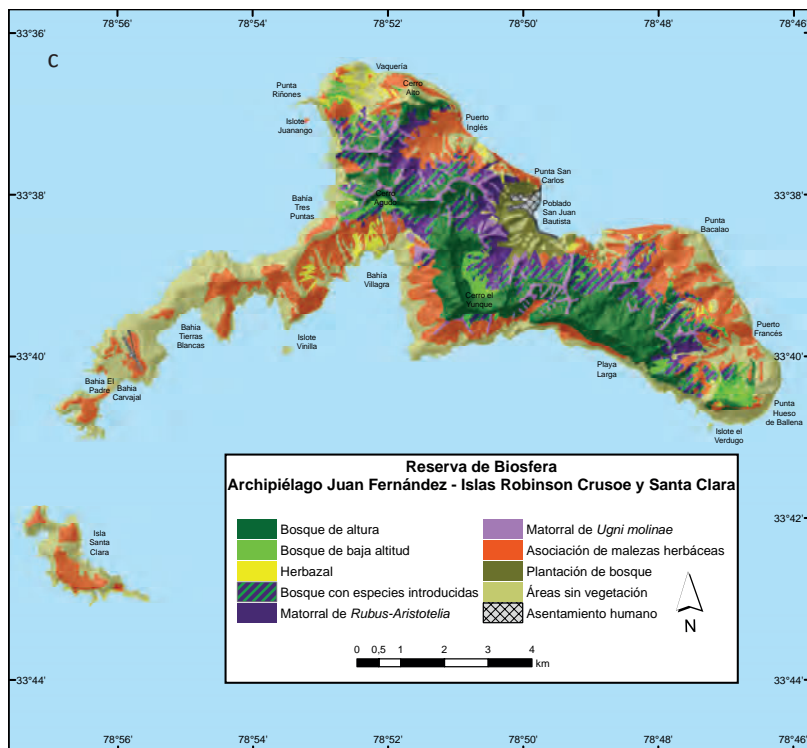 78°56' 78°54' 78°52' 78°50' 78°48' 78°46'
33°36' 33°36'
C
Vaquería
Punta
Riñones
Cerro
Alto
Islote
Juanango
Puerto
Inglés
Punta San
Carlos
33°38' 33°38'
Cerro
Agudo
Bahía
Tres
Puntas
Poblado
San Juan
Bautista
Punta
Bacalao
Bahía
Villagra
Cerro el
Yunque
Bahia
Tierras
Blancas
Islote
Vinilla
Puerto
Francés
33°40' 33°40'
Playa
Larga
Bahia El
Padre
Bahia
Carvajal
Punta
Hueso
de Ballena
Islote el
Verdugo
Reserva de Biosfera
Archipiélago Juan Fernández - Islas Robinson Crusoe y Santa Clara
33°42' 33°42'
Isla
Santa
Clara
Bosque de altura
Bosque de baja altitud
Herbazal
Bosque con especies introducidas
Matorral de Rubus-Aristotelia
Matorral de Ugni molinae
Asociación de malezas herbáceas
Plantación de bosque
Áreas sin vegetación
Asentamiento humano
N
0 0,5 1 2 3 4
km
33°44' 33°44'
78°56' 78°54' 78°52' 78°50' 78°48' 78°46'